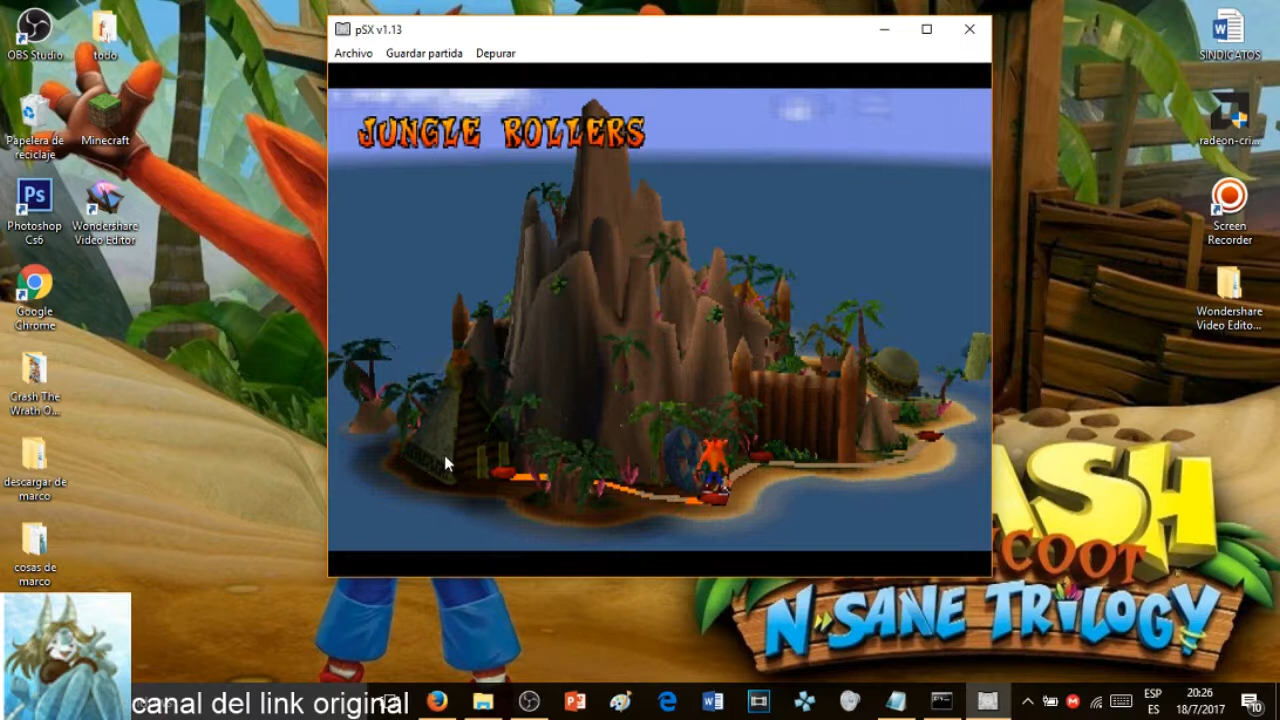 OBS Studio
todo
Papelera de
reciclaje
Minecraft
Ps
Photoshop
Cs6
Wondershare
Video Editor
Google
Chrome
Crash The
Wrath O...
descargar de
marco
cosas de
marco
pSX v1.13
Archivo Guardar partida Depurar
JUNGLE ROLLERS
SINDICATOS
radeon-cri...
Screen
Recorder
Wondershare
Video Edito...
ASH
COOT
N·SANE TRILOGY
canal del link original
ESP
ES
20:26
18/7/2017
10